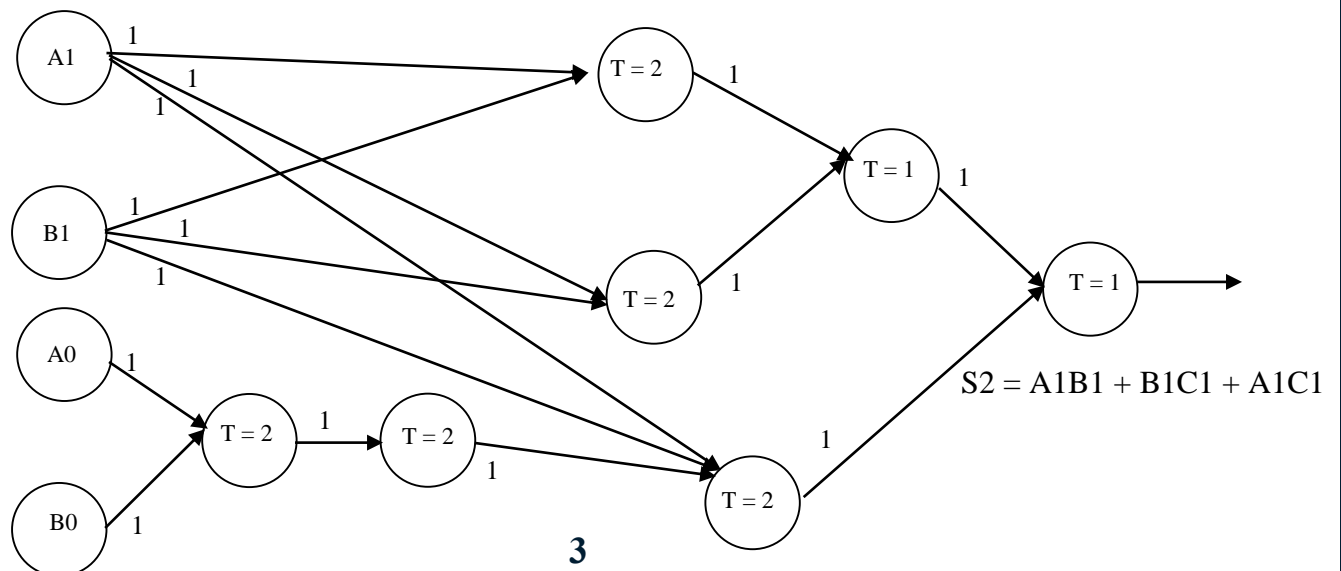 A1
1
1
1
T = 2
1
T = 1
1
B1
1
1
1
T = 2
1
T = 1
A0
1
S2 = A1B1 + B1C1 + A1C1
T = 2
1
T = 2
1
1
T = 2
B0
1
3